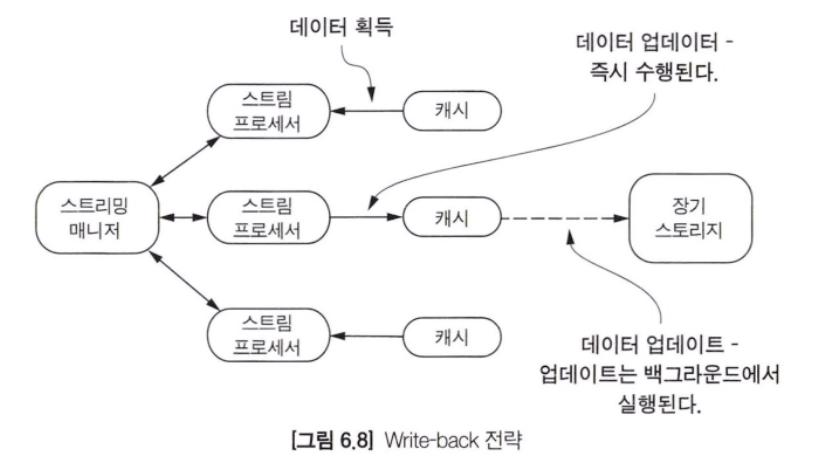 데이터 획득
데이터 업데이터 -
즉시 수행된다.
스트림
프로세서
캐시
스트리밍
매니저
스트림
프로세서
캐시
장기
스토리지
스트림
프로세서
캐시
데이터 업데이트 -
업데이트는 백그라운드에서
실행된다.
[그림 6.8] Write-back 전략